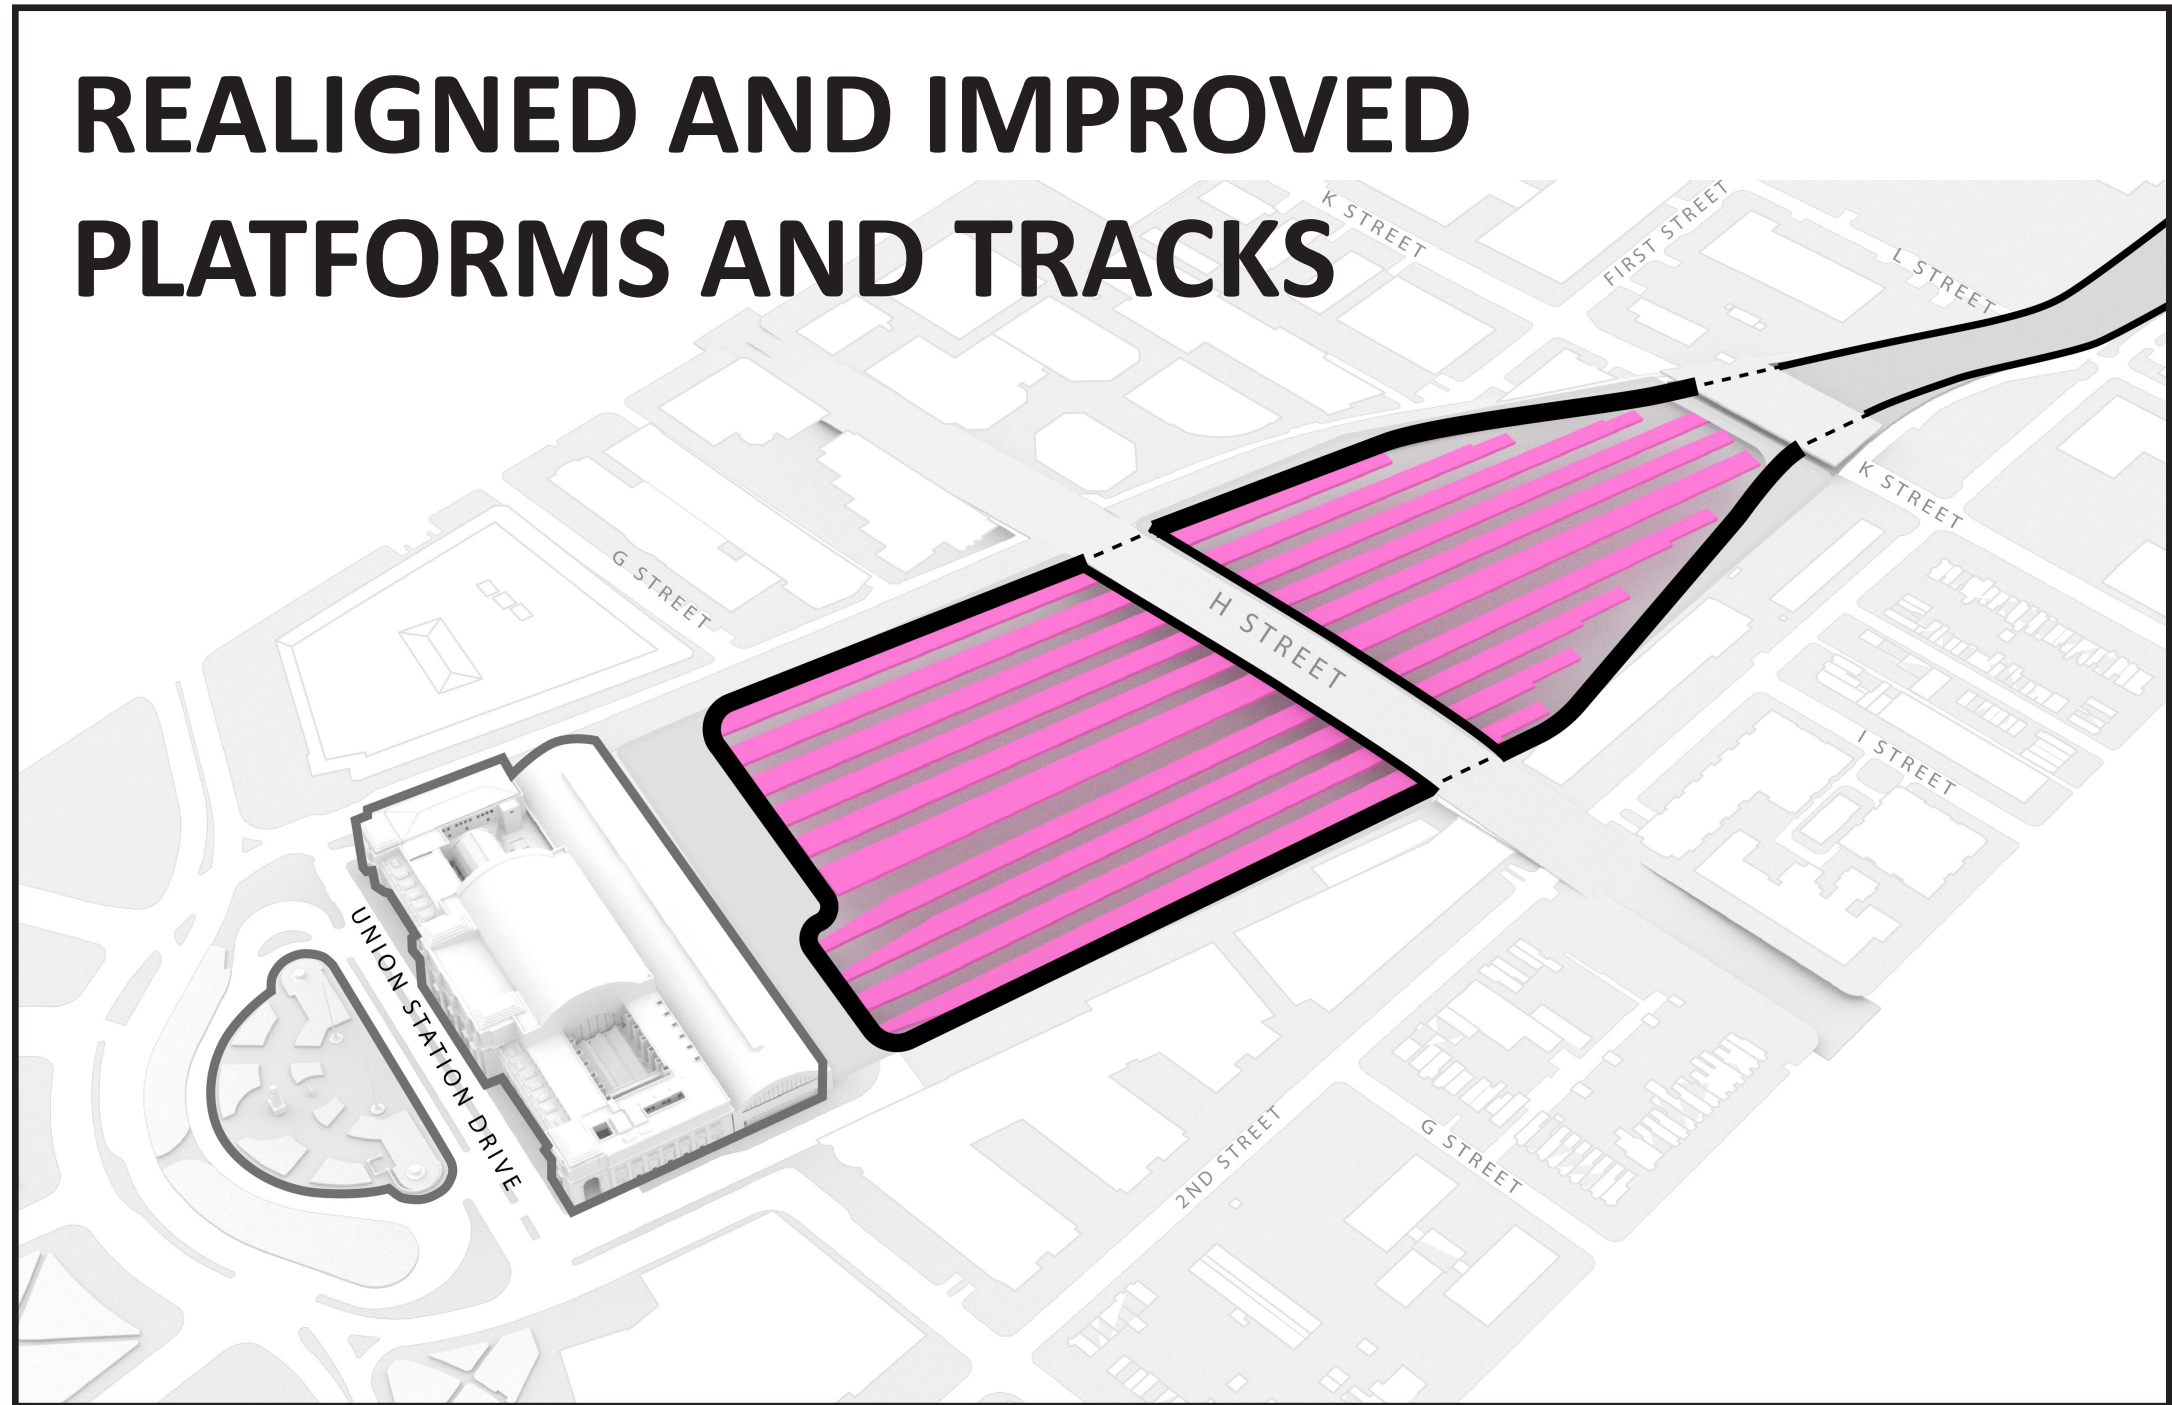 REALIGNED AND IMPROVED
PLATFORMS AND TRACKS
K STREET
FIRST STREET
L STREET
K STREET
G STREET
H STREET
I STREET
UNION STATION DRIVE
2ND STREET
G STREET